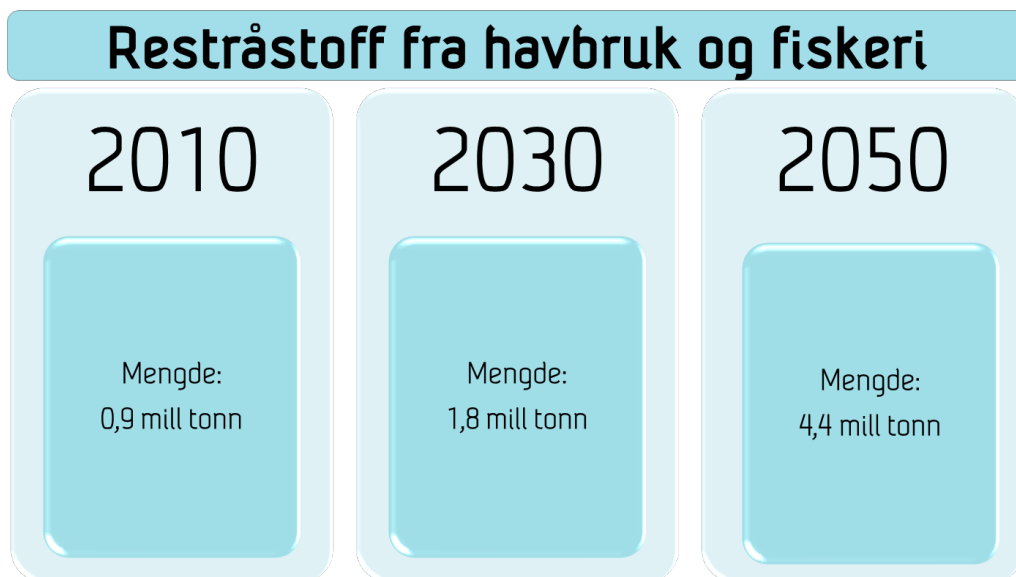 Restråstoff fra havbruk og fiskeri
2010
Mengde:
0,9 mill tonn
2030
Mengde:
1,8 mill tonn
2050
Mengde:
4,4 mill tonn